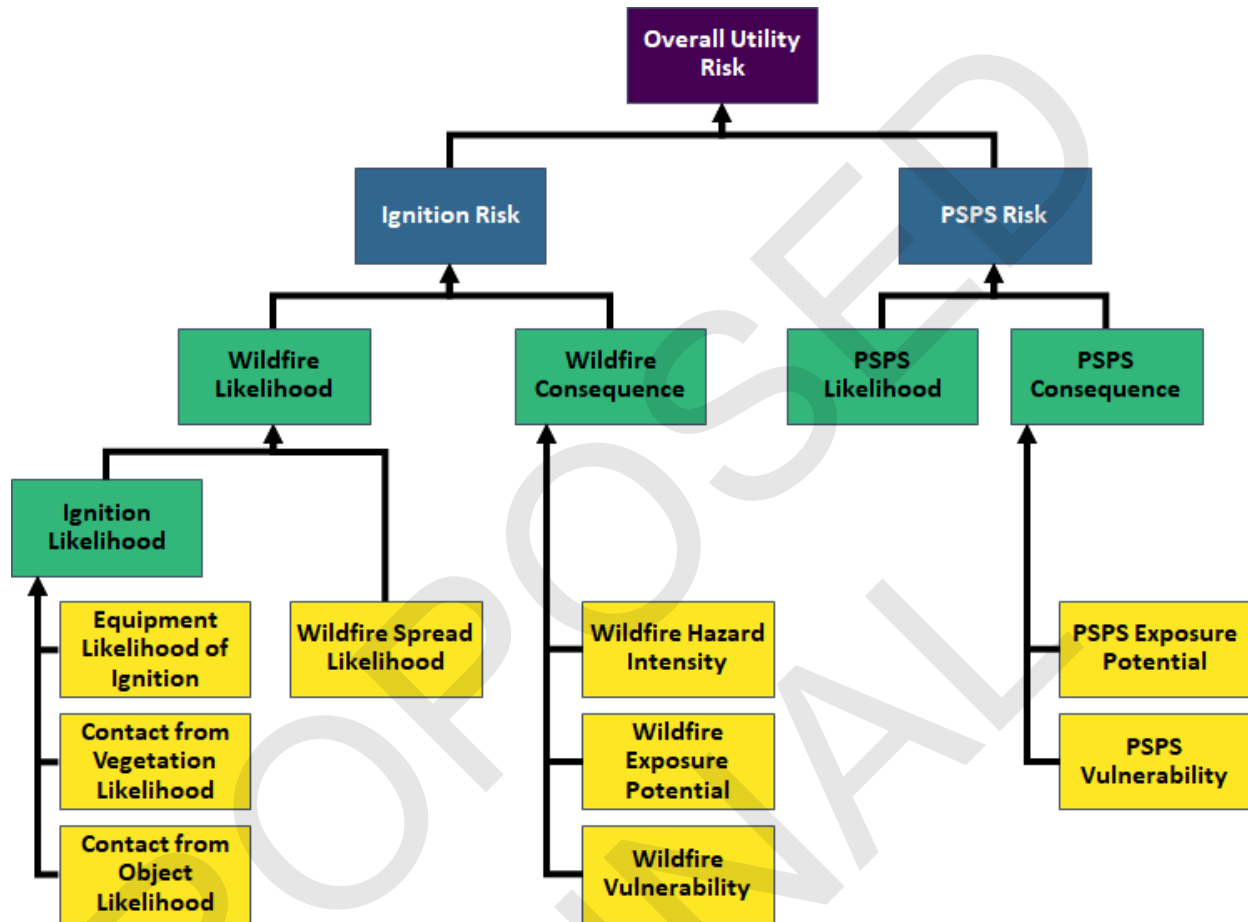 Overall Utility
Risk
Ignition Risk
PSPS Risk
Wildfire
Likelihood
Wildfire
Consequence
PSPS
Likelihood
PSPS
Consequence
Ignition
Likelihood
Equipment
Likelihood of
Ignition
Wildfire Spread
Likelihood
Wildfire Hazard
Intensity
PSPS Exposure
Potential
Contact from
Vegetation
Likelihood
Wildfire
Exposure
Potential
PSPS
Vulnerability
Contact from
Object
Likelihood
Wildfire
Vulnerability
OPOSED
NAL